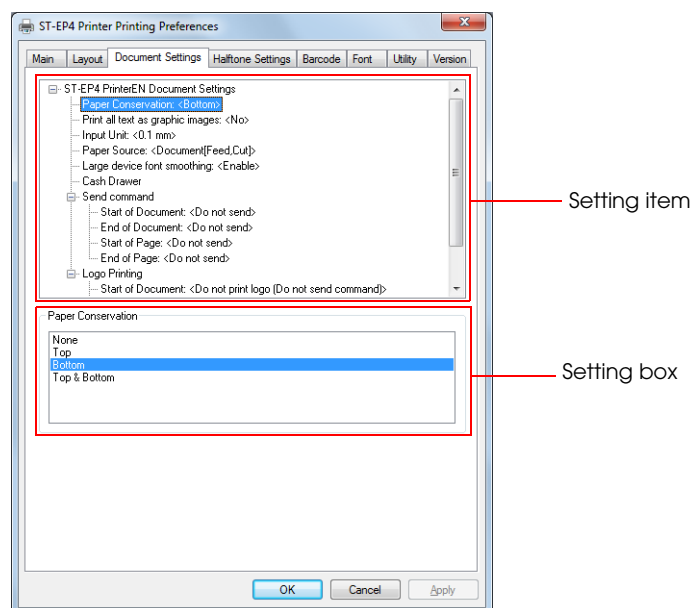 ST-EP4 Printer Printing Preferences
Main Layout Document Settings Halftone Settings Barcode Font Utility Version
ST-EP4 PrinterEN Document Settings
Paper Conservation: <Bottom>
Print all text as graphic images: <No>
Input Unit: <0.1 mm>
Paper Source: <Document[Feed,Cut]>
Large device font smoothing: <Enable>
Cash Drawer
Send command
Start of Document: <Do not send>
End of Document: <Do not send>
Start of Page: <Do not send>
End of Page: <Do not send>
Logo Printing
Start of Document: <Do not print logo (Do not send command)>
Setting item
Paper Conservation
None
Top
Bottom
Top & Bottom
Setting box
OK Cancel Apply